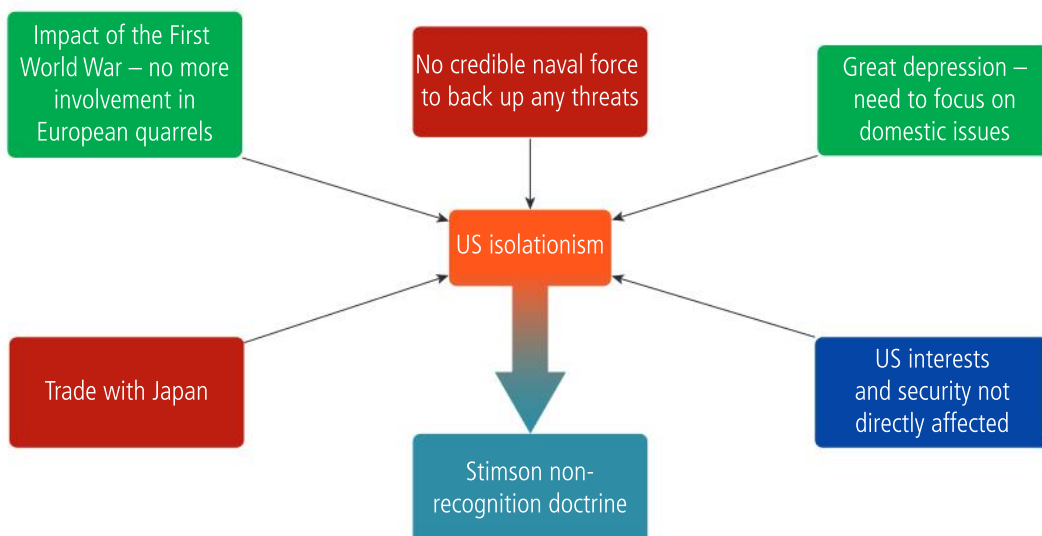 Impact of the First
World War – no more
involvement in
European quarrels
No credible naval force
to back up any threats
Great depression –
need to focus on
domestic issues
US isolationism
Trade with Japan
US interests
and security not
directly affected
Stimson non-
recognition doctrine